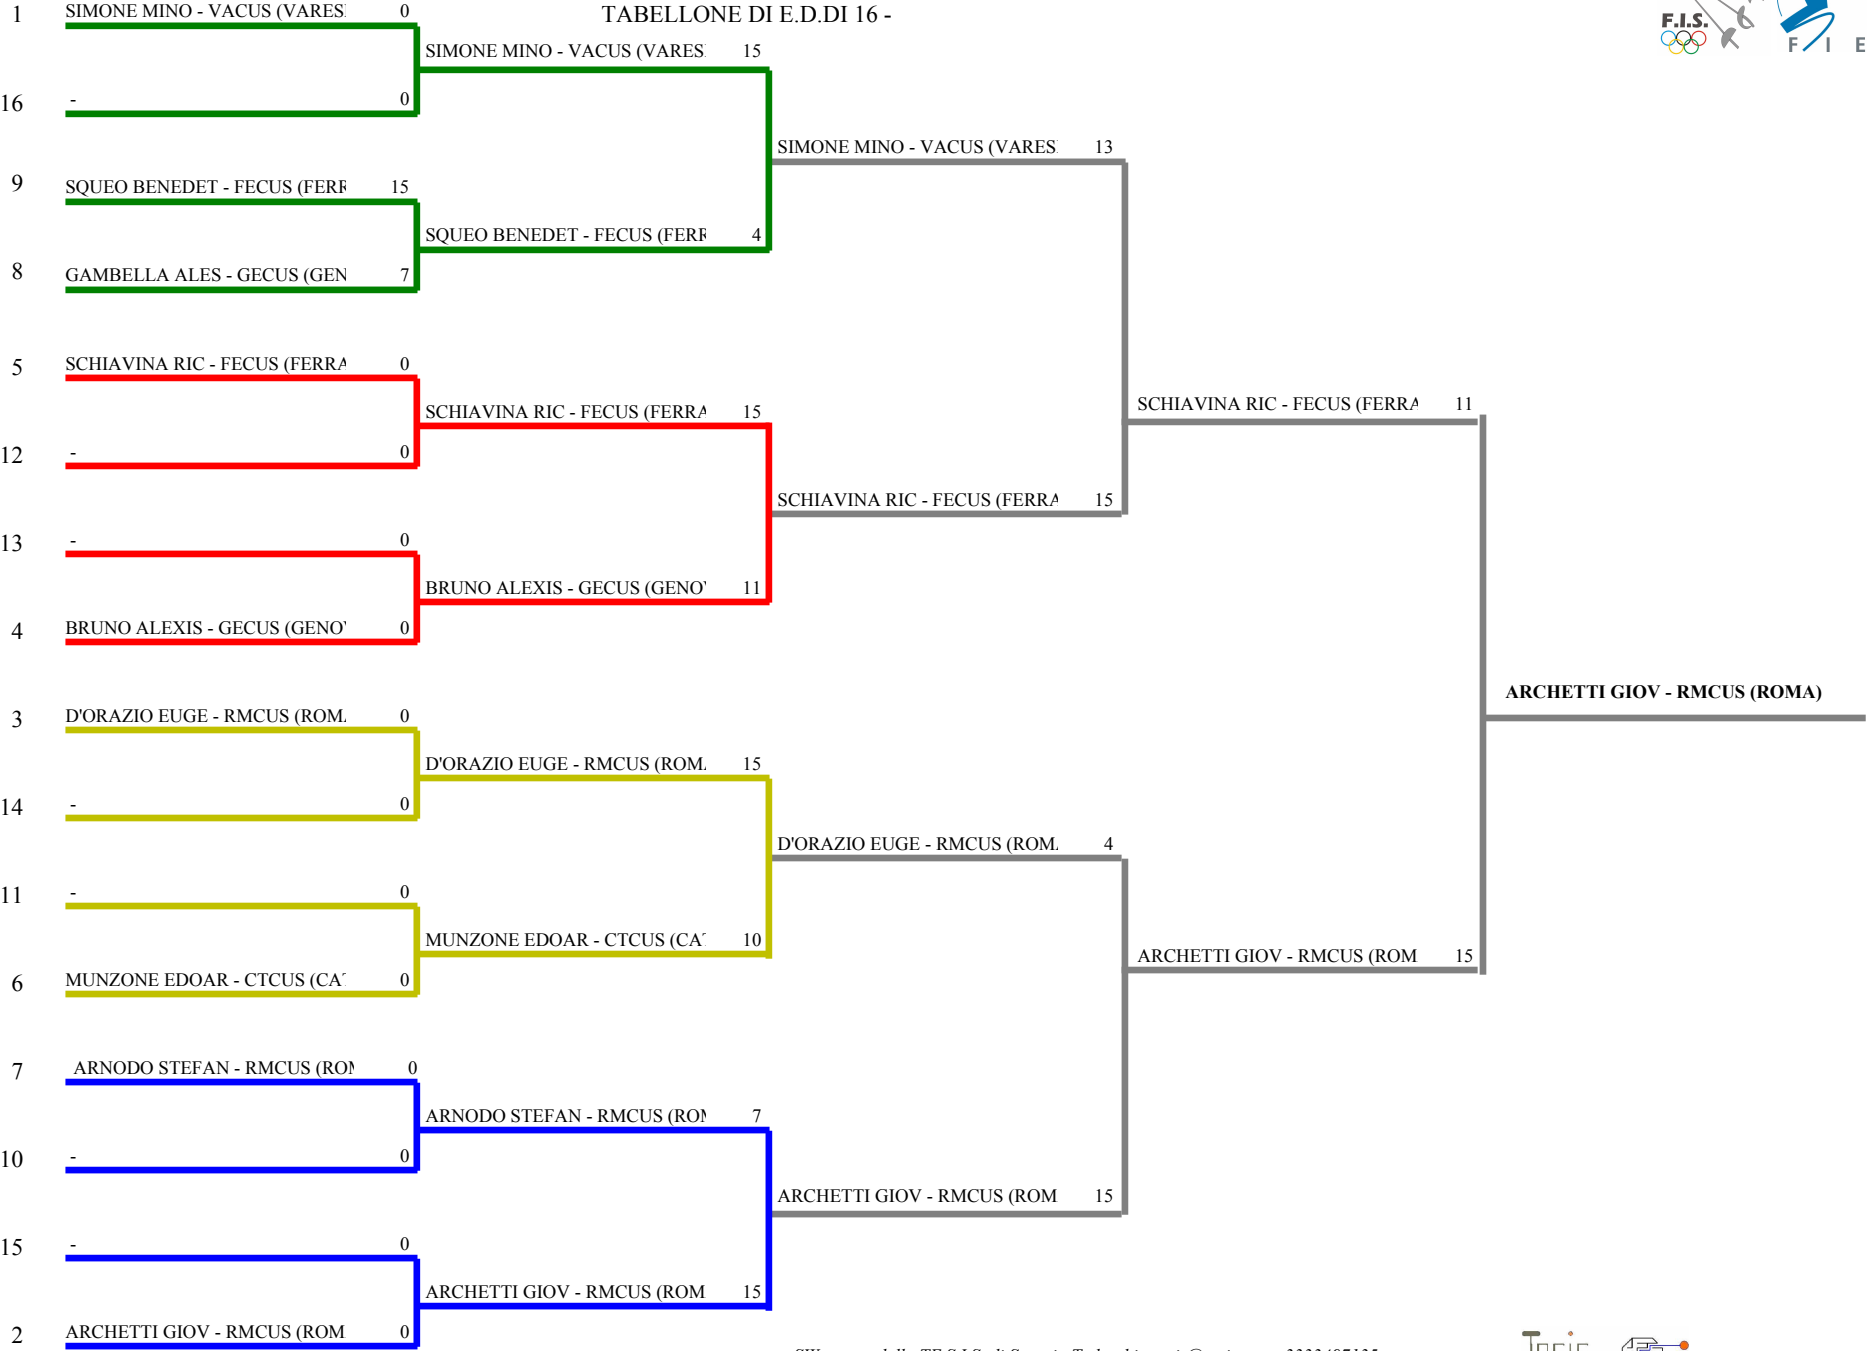 TABELLONE DI E.D.DI 16 -
F.I.S.
F I E
1 SIMONE MINO - VACUS (VARES 0
SIMONE MINO - VACUS (VARES 15
16 - 0
SIMONE MINO - VACUS (VARES 13
9 SQUEO BENEDET - FECUS (FERR 15
SQUEO BENEDET - FECUS (FERR 4
8 GAMBELLA ALES - GECUS (GEN 7
5 SCHIAVINA RIC - FECUS (FERRA 0
SCHIAVINA RIC - FECUS (FERRA 15
SCHIAVINA RIC - FECUS (FERRA 11
12 - 0
SCHIAVINA RIC - FECUS (FERRA 15
13 - 0
BRUNO ALEXIS - GECUS (GENO 11
4 BRUNO ALEXIS - GECUS (GENO 0
ARCHETTI GIOV - RMCUS (ROMA)
3 D'ORAZIO EUGE - RMCUS (ROM 0
D'ORAZIO EUGE - RMCUS (ROM 15
14 - 0
D'ORAZIO EUGE - RMCUS (ROM 4
11 - 0
MUNZONE EDOAR - CTCUS (CA 10
ARCHETTI GIOV - RMCUS (ROM 15
6 MUNZONE EDOAR - CTCUS (CA 0
7 ARNODO STEFAN - RMCUS (ROM 0
ARNODO STEFAN - RMCUS (ROM 7
10 - 0
ARCHETTI GIOV - RMCUS (ROM 15
15 - 0
ARCHETTI GIOV - RMCUS (ROM 15
2 ARCHETTI GIOV - RMCUS (ROM 0